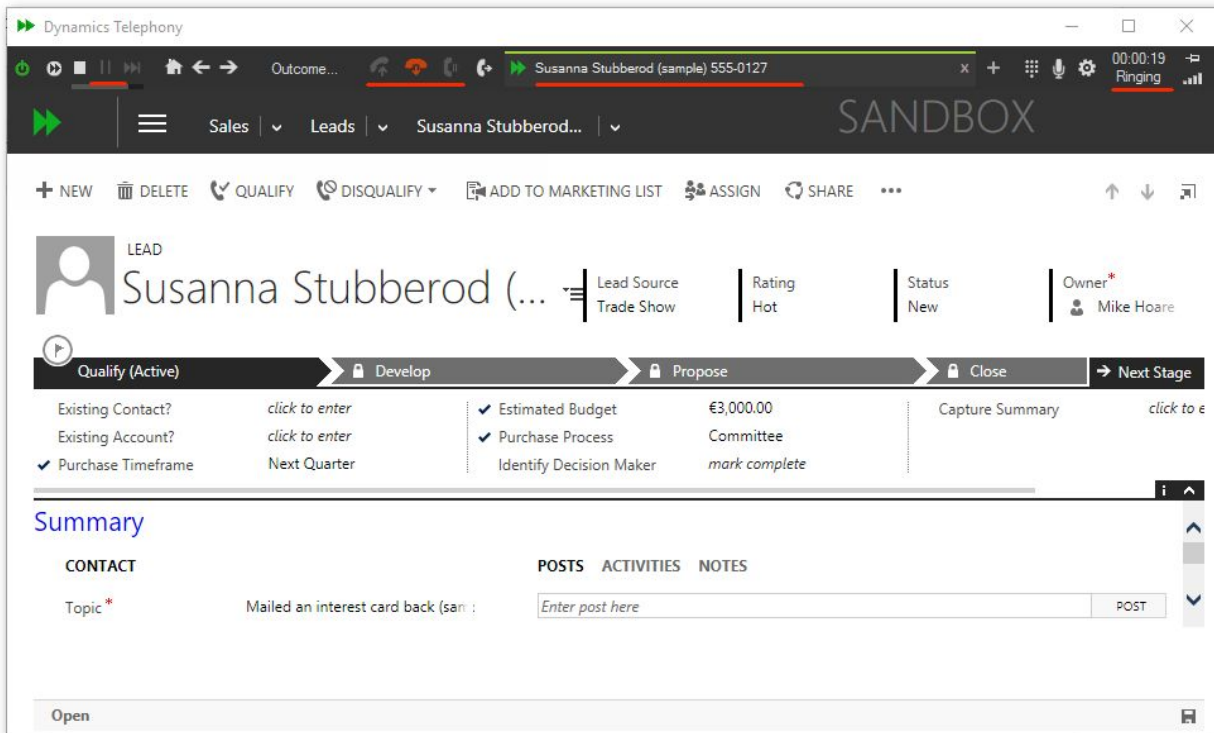 Dynamics Telephony
Outcome... Susanna Stubberod (sample) 555-0127 x 00:00:19
Ringing
Sales Leads Susanna Stubberod... SANDBOX
NEW DELETE QUALIFY DISQUALIFY ADD TO MARKETING LIST ASSIGN SHARE •••
LEAD
Susanna Stubberod (...
Lead Source Rating Status Owner*
Trade Show Hot New Mike Hoare
Qualify (Active) Develop Propose Close → Next Stage
Existing Contact? click to enter ✔ Estimated Budget €3,000.00 Capture Summary click to e
Existing Account? click to enter ✔ Purchase Process Committee
✔ Purchase Timeframe Next Quarter Identify Decision Maker mark complete
Summary
CONTACT POSTS ACTIVITIES NOTES
Topic* Mailed an interest card back (sam Enter post here POST
Open